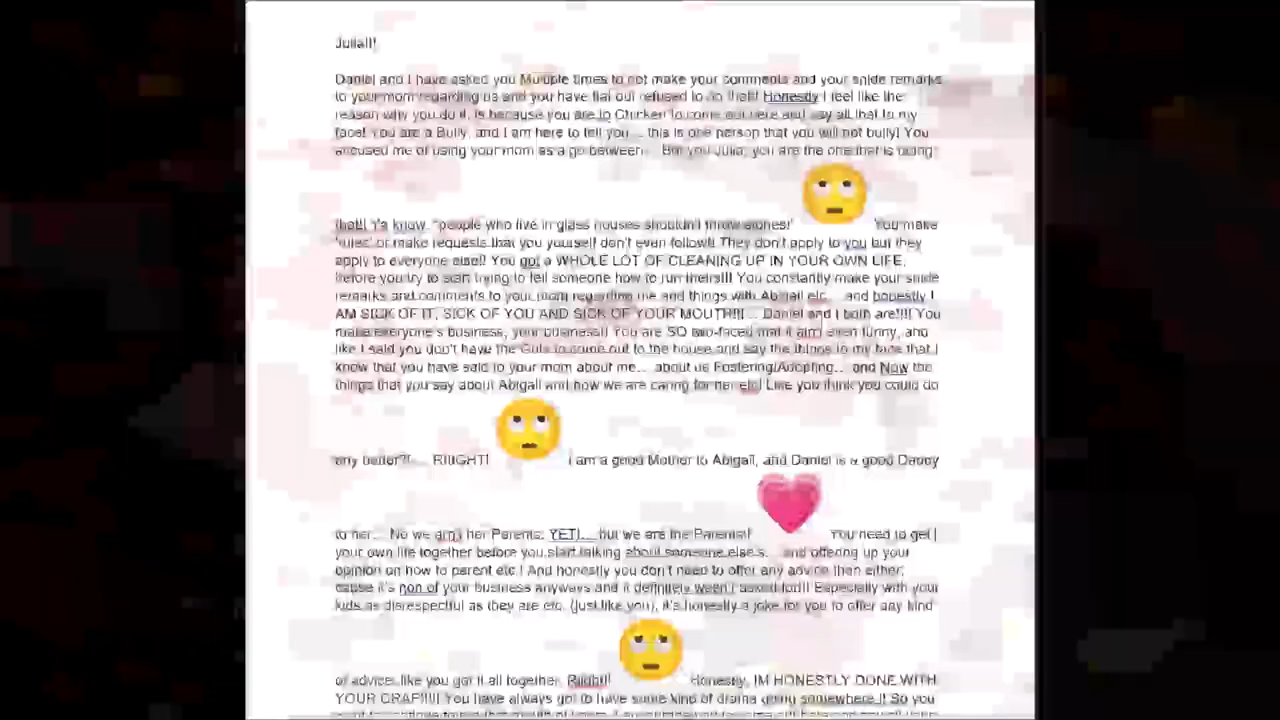 Julia!!!
Daniel and I have asked you Multiple times to not make your comments and your snide remarks
to your mom regarding us and you have flat out refused to do that! Honestly I feel like the
reason why you do it, is because you are to Chicken to come out here and say all that to my
face! You are a Bully, and I am here to tell you... this is one person that you will not bully! You
accused me of using your mom as a go between... But you Julia, you are the one that is doing
that!! Ya know, "people who live in glass houses shouldn't throw stones!" 🙄 You make
'rules' or make requests that you yourself don't even follow!! They don't apply to you but they
apply to everyone else!! You got a WHOLE LOT OF CLEANING UP IN YOUR OWN LIFE,
before you try to start trying to tell someone how to run theirs!!! You constantly make your snide
remarks and comments to your mom regarding me and things with Abigail etc... and honestly I
AM SICK OF IT, SICK OF YOU AND SICK OF YOUR MOUTH!!!... Daniel and I both are!!!! You
make everyone's business, your business!! You are SO two-faced that it ain't even funny, and
like I said you don't have the Guts to come out to the house and say the things to my face that I
know that you have said to your mom about me... about us Fostering/Adopting... and Now the
things that you say about Abigail and how we are caring for her etc! Like you think you could do
any better?!... RIIIGHT! 🙄 I am a good Mother to Abigail, and Daniel is a good Daddy
to her... No we ain't her Parents, YET!... but we are the Parents! 💗 You need to get
your own life together before you start talking about someone else's... and offering up your
opinion on how to parent etc.! And honestly you don't need to offer any advice then either,
cause it's non of your business anyways and it definitely wasn't asked for!! Especially with your
kids as disrespectful as they are etc. (just like you), it's honestly a joke for you to offer any kind
of advice like you got it all together. Riiight! 🙄 Honestly, IM HONESTLY DONE WITH
YOUR CRAP!!!!! You have always got to have some kind of drama going somewhere.!! So you